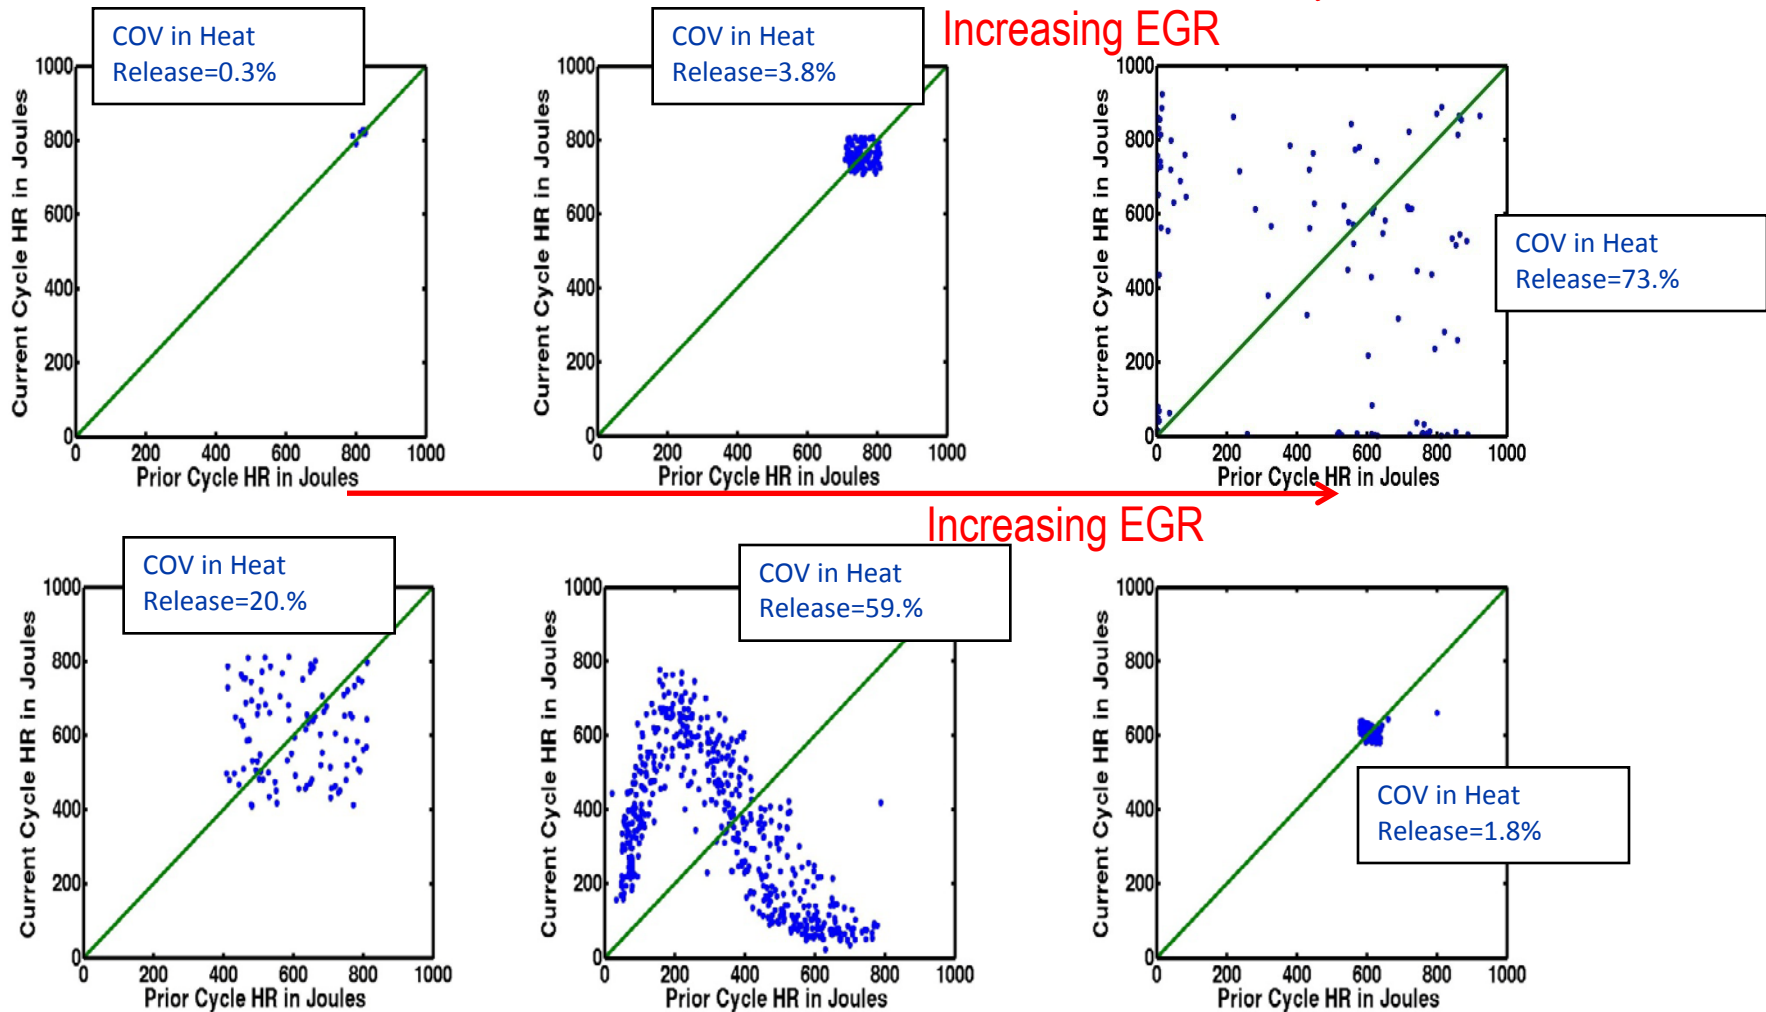 Increasing EGR
COV in Heat
Release=0.3%
1000
800
600
400
200
0
0 200 400 600 800 1000
Current Cycle HR in Joules
Prior Cycle HR in Joules
COV in Heat
Release=3.8%
1000
800
600
400
200
0
0 200 400 600 800 1000
Current Cycle HR in Joules
Prior Cycle HR in Joules
1000
800
600
400
200
0
0 200 400 600 800 1000
Current Cycle HR in Joules
Prior Cycle HR in Joules
COV in Heat
Release=73.%
Increasing EGR
COV in Heat
Release=20.%
1000
800
600
400
200
0
0 200 400 600 800 1000
Current Cycle HR in Joules
Prior Cycle HR in Joules
COV in Heat
Release=59.%
1000
800
600
400
200
0
0 200 400 600 800 1000
Current Cycle HR in Joules
Prior Cycle HR in Joules
1000
800
600
400
200
0
0 200 400 600 800 1000
Current Cycle HR in Joules
Prior Cycle HR in Joules
COV in Heat
Release=1.8%